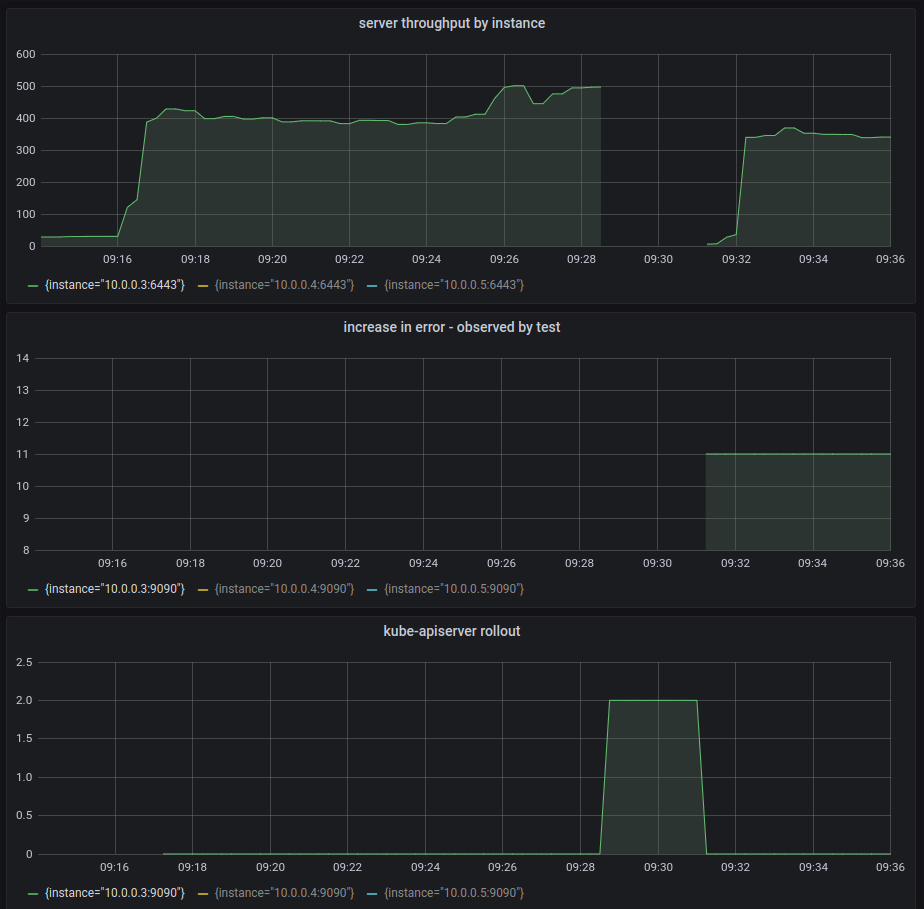 server throughput by instance
600
500
400
300
200
100
0
09:16 09:18 09:20 09:22 09:24 09:26 09:28 09:30 09:32 09:34 09:36
{instance="10.0.0.3:6443"} {instance="10.0.0.4:6443"} {instance="10.0.0.5:6443"}
increase in error - observed by test
14
13
12
11
10
9
8
09:16 09:18 09:20 09:22 09:24 09:26 09:28 09:30 09:32 09:34 09:36
{instance="10.0.0.3:9090"} {instance="10.0.0.4:9090"} {instance="10.0.0.5:9090"}
kube-apiserver rollout
2.5
2.0
1.5
1.0
0.5
0
09:16 09:18 09:20 09:22 09:24 09:26 09:28 09:30 09:32 09:34 09:36
{instance="10.0.0.3:9090"} {instance="10.0.0.4:9090"} {instance="10.0.0.5:9090"}